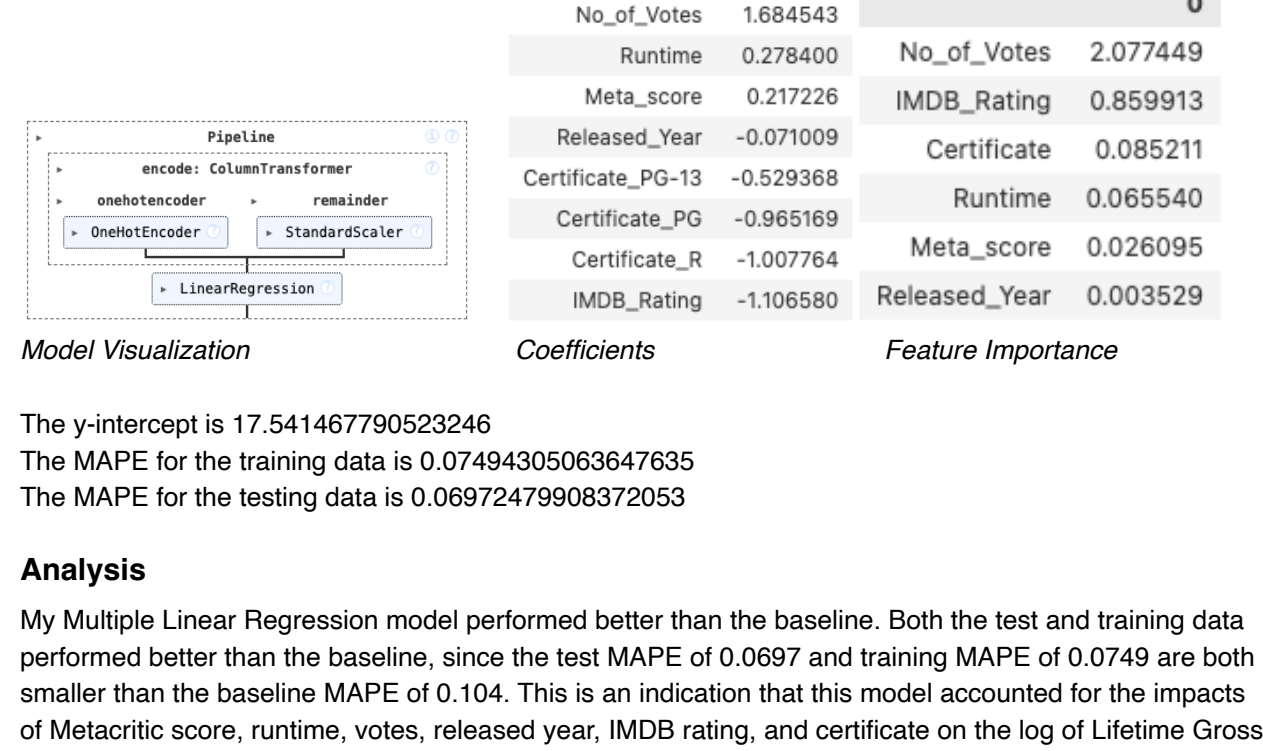 No_of_Votes 1.684543
Runtime 0.278400
Meta_score 0.217226
Released_Year -0.071009
Certificate_PG-13 -0.529368
Certificate_PG -0.965169
Certificate_R -1.007764
IMDB_Rating -1.106580
0
No_of_Votes 2.077449
IMDB_Rating 0.859913
Certificate 0.085211
Runtime 0.065540
Meta_score 0.026095
Released_Year 0.003529
Pipeline
encode: ColumnTransformer
onehotencoder remainder
OneHotEncoder ? StandardScaler ?
LinearRegression ?
Model Visualization Coefficients Feature Importance
The y-intercept is 17.541467790523246
The MAPE for the training data is 0.07494305063647635
The MAPE for the testing data is 0.06972479908372053
Analysis
My Multiple Linear Regression model performed better than the baseline. Both the test and training data
performed better than the baseline, since the test MAPE of 0.0697 and training MAPE of 0.0749 are both
smaller than the baseline MAPE of 0.104. This is an indication that this model accounted for the impacts
of Metacritic score, runtime, votes, released year, IMDB rating, and certificate on the log of Lifetime Gross